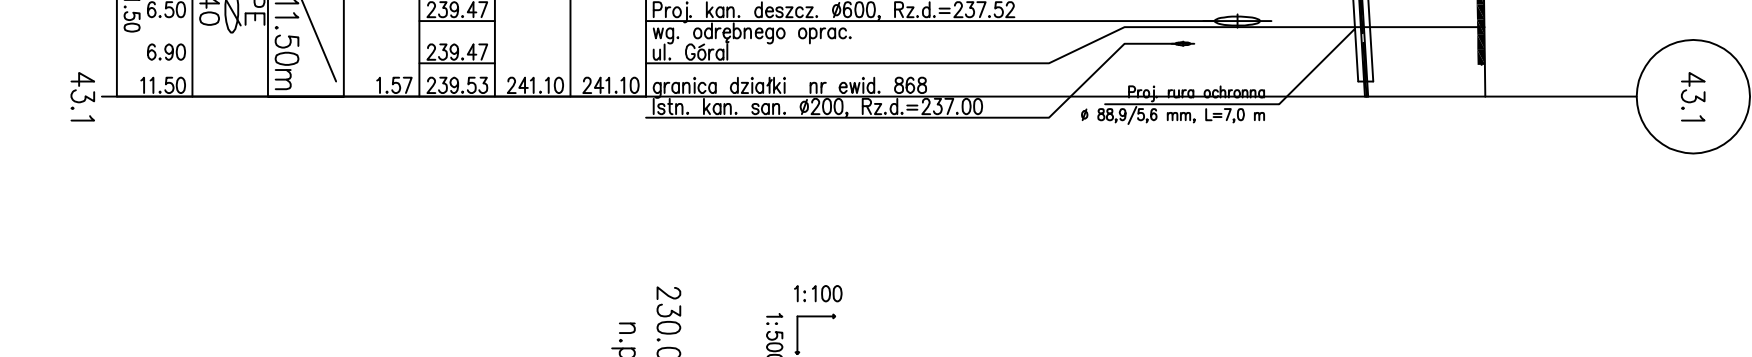 6.50
239.47
Proj. kan. deszcz. ø600, Rz.d.=237.52
wg. odrębnego oprac.
6.90
239.47
ul. Góral
11.50
1.57
239.53
241.10
241.10
granica działki nr ewid. 868
Istn. kan. san. ø200, Rz.d.=237.00
Proj. rura ochronna
ø 88,9/5,6 mm, L=7,0 m
43.1
43.1
.50
40
PE
11.50m
1:100
1:500
230.0
n.p